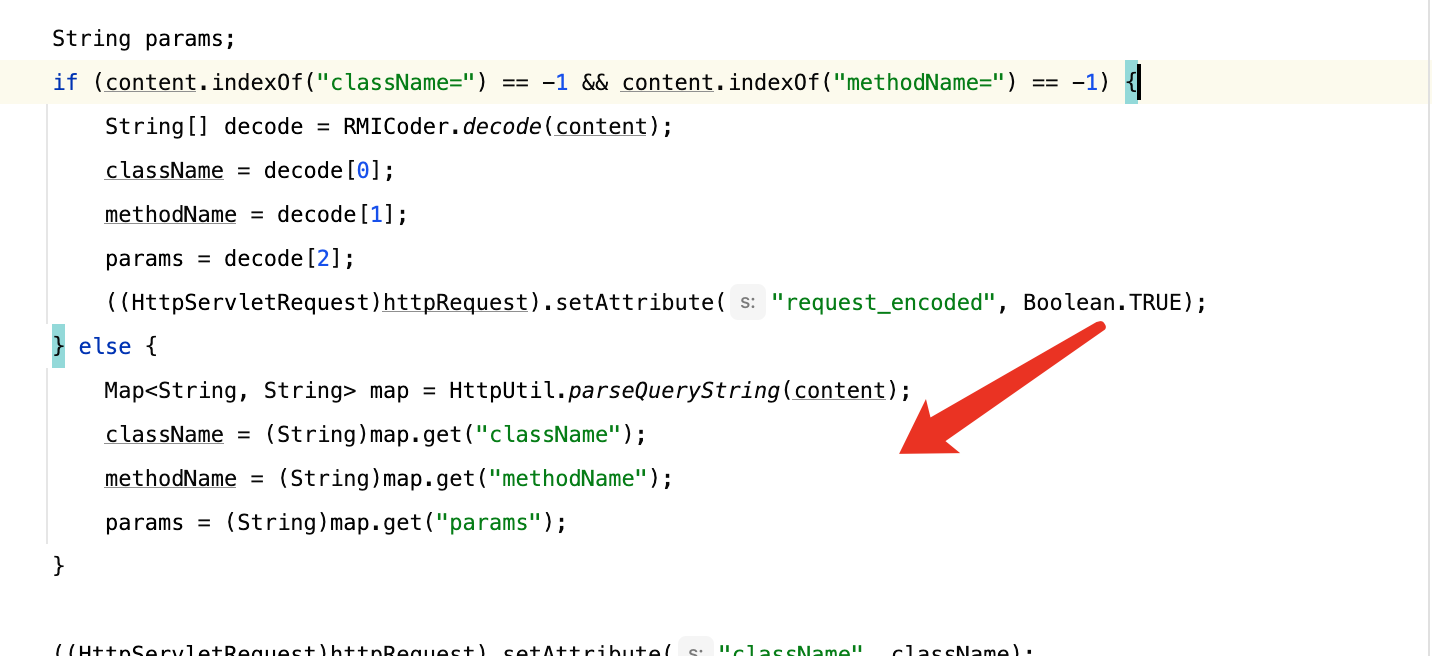 String params;
if (content.indexOf("className=") == -1 && content.indexOf("methodName=") == -1) {
String[] decode = RMICoder.decode(content);
className = decode[0];
methodName = decode[1];
params = decode[2];
((HttpServletRequest)httpRequest).setAttribute( s: "request_encoded", Boolean.TRUE);
} else {
Map<String, String> map = HttpUtil.parseQueryString(content);
className = (String)map.get("className");
methodName = (String)map.get("methodName");
params = (String)map.get("params");
}
((HttpServletRequest)httpRequest).setAttribute( s: "className", className);